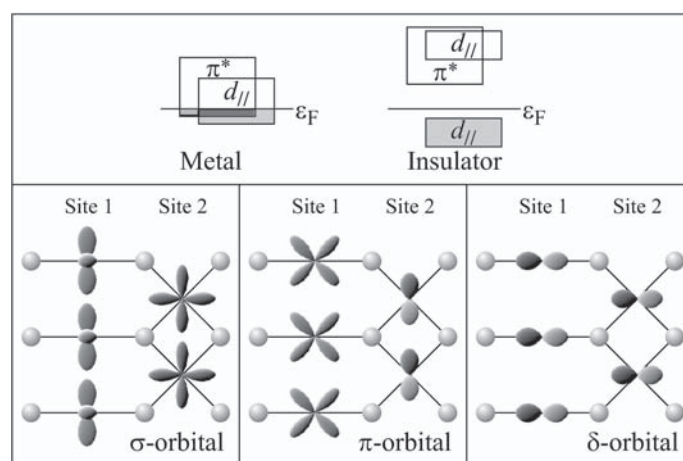 π*
d//
εF
Metal
d//
π*
εF
d//
Insulator
Site 1 Site 2
σ-orbital
Site 1 Site 2
π-orbital
Site 1 Site 2
δ-orbital